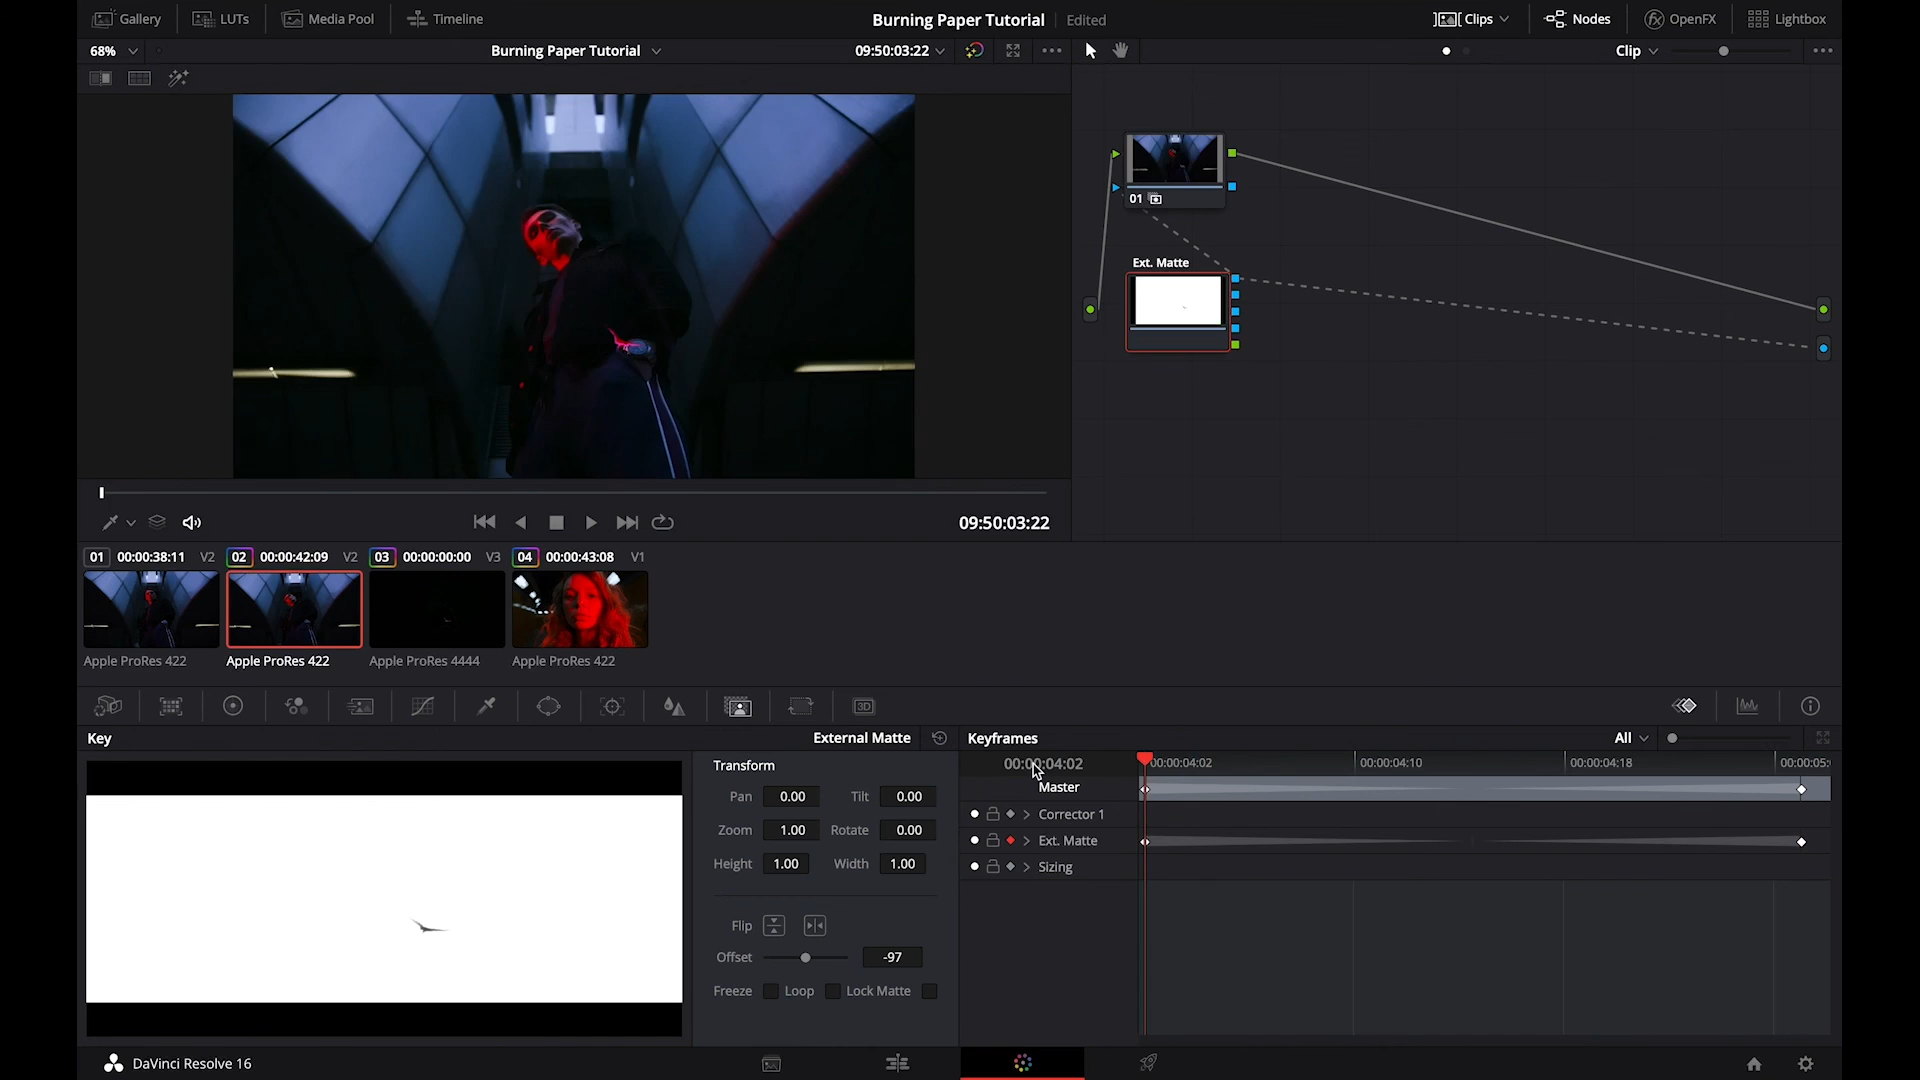 Gallery LUTs Media Pool Timeline Burning Paper Tutorial Edited Clips Nodes OpenFX Lightbox
68% Burning Paper Tutorial 09:50:03:22 Clip
01
Ext. Matte
09:50:03:22
01 00:00:38:11 V2 02 00:00:42:09 V2 03 00:00:00:00 V3 04 00:00:43:08 V1
Apple ProRes 422 Apple ProRes 422 Apple ProRes 4444 Apple ProRes 422
3D
Key External Matte Keyframes All
Transform
Pan 0.00 Tilt 0.00
Zoom 1.00 Rotate 0.00
Height 1.00 Width 1.00
Flip
Offset -97
Freeze Loop Lock Matte
00:00:04:02 00:00:04:02 00:00:04:10 00:00:04:18 00:00:05:
Master
Corrector 1
Ext. Matte
Sizing
DaVinci Resolve 16